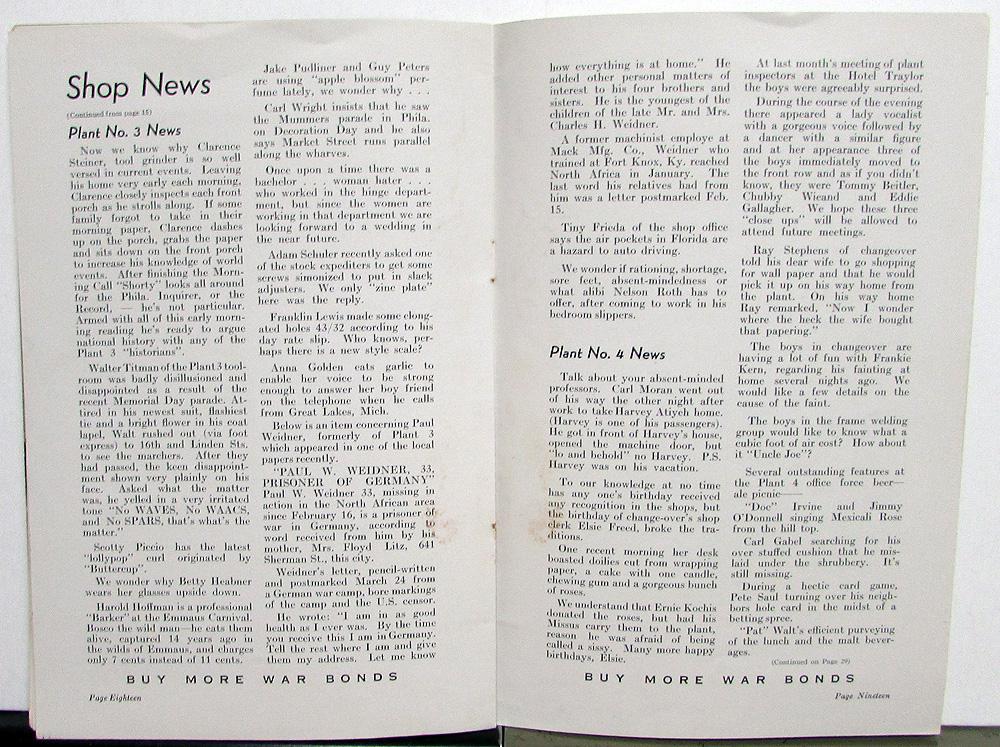 Shop News
(Continued from page 15)
Plant No. 3 News
Now we know why Clarence
Steiner, tool grinder is so well
versed in current events. Leaving
his home very early each morning,
Clarence closely inspects each front
porch as he strolls along. If some
family forgot to take in their
morning paper, Clarence dashes
up on the porch, grabs the paper
and sits down on the front porch
to increase his knowledge of world
events. After finishing the Morn-
ing Call "Shorty" looks all around
for the Phila. Inquirer, or the
Record, — he's not particular.
Armed with all of this early morn-
ing reading he's ready to argue
national history with any of the
Plant 3 "historians".
Walter Titman of the Plant 3 tool-
room was badly disillusioned and
disappointed as a result of the
recent Memorial Day parade. At-
tired in his newest suit, flashiest
tie and a bright flower in his coat
lapel, Walt rushed out (via foot
express) to 16th and Linden Sts.
to see the marchers. After they
had passed, the keen disappoint-
ment shown very plainly on his
face. Asked what the matter
was, he yelled in a very irritated
tone "No WAVES, No WAACS,
and No SPARS, that's what's the
matter."
Scotty Piccio has the latest
"lollypop" curl originated by
"Buttercup".
We wonder why Betty Heabner
wears her glasses upside down.
Harold Hoffman is a professional
"Barker" at the Emmaus Carnival.
Bosco the wild man—he eats them
alive, captured 14 years ago in
the wilds of Emmaus, and charges
only 7 cents instead of 11 cents.
Jake Pudliner and Guy Peters
are using "apple blossom" per-
fume lately, we wonder why . . .
Carl Wright insists that he saw
the Mummers parade in Phila.
on Decoration Day and he also
says Market Street runs parallel
along the wharves.
Once upon a time there was a
bachelor . . . woman hater . . .
who worked in the hinge depart-
ment, but since the women are
working in that department we are
looking forward to a wedding in
the near future.
Adam Schuler recently asked one
of the stock expediters to get some
screws simonized to put in slack
adjusters. We only "zinc plate"
here was the reply.
Franklin Lewis made some elong-
ated holes 43/32 according to his
day rate slip. Who knows, per-
haps there is a new style scale?
Anna Golden eats garlic to
enable her voice to be strong
enough to answer her boy friend
on the telephone when he calls
from Great Lakes, Mich.
Below is an item concerning Paul
Weidner, formerly of Plant 3
which appeared in one of the local
papers recently.
"PAUL W. WEIDNER, 33,
PRISONER OF GERMANY"
Paul W. Weidner 33, missing in
action in the North African area
since February 16, is a prisoner of
war in Germany, according to
word received from him by his
mother, Mrs. Floyd Litz, 641
Sherman St., this city.
Weidner's letter, pencil-written
and postmarked March 24 from
a German war camp, bore markings
of the camp and the U.S. censor.
He wrote: "I am in as good
health as I ever was. By the time
you receive this I am in Germany.
Tell the rest where I am and give
them my address. Let me know
BUY MORE WAR BONDS
Page Eighteen
how everything is at home." He
added other personal matters of
interest to his four brothers and
sisters. He is the youngest of the
children of the late Mr. and Mrs.
Charles H. Weidner.
A former machinist employe at
Mack Mfg. Co., Weidner who
trained at Fort Knox, Ky. reached
North Africa in January. The
last word his relatives had from
him was a letter postmarked Feb.
15.
Tiny Frieda of the shop office
says the air pockets in Florida are
a hazard to auto driving.
We wonder if rationing, shortage,
sore feet, absent-mindedness or
what alibi Nelson Roth has to
offer, after coming to work in his
bedroom slippers.
Plant No. 4 News
Talk about your absent-minded
professors. Carl Moran went out
of his way the other night after
work to take Harvey Atiyeh home.
(Harvey is one of his passengers).
He got in front of Harvey's house,
opened the machine door, but
"lo and behold" no Harvey. P.S.
Harvey was on his vacation.
To our knowledge at no time
has any one's birthday received
any recognition in the shops, but
the birthday of change-over's shop
clerk Elsie Freed, broke the tra-
ditions.
One recent morning her desk
boasted doilies cut from wrapping
paper, a cake with one candle,
chewing gum and a gorgeous bunch
of roses.
We understand that Ernie Kochis
donated the roses, but had his
Missus carry them to the plant,
reason he was afraid of being
called a sissy. Many more happy
birthdays, Elsie.
At last month's meeting of plant
inspectors at the Hotel Traylor
the boys were agreeably surprised.
During the course of the evening
there appeared a lady vocalist
with a gorgeous voice followed by
a dancer with a similar figure
and at her appearance three of
the boys immediately moved to
the front row and as if you didn't
know, they were Tommy Beitler,
Chubby Wieand and Eddie
Gallagher. We hope these three
"close ups" will be allowed to
attend future meetings.
Ray Stephens of changeover
told his dear wife to go shopping
for wall paper and that he would
pick it up on his way home from
the plant. On his way home
Ray remarked, "Now I wonder
where the heck the wife bought
that papering."
The boys in changeover are
having a lot of fun with Frankie
Kern, regarding his fainting at
home several nights ago. We
would like a few details on the
cause of the faint.
The boys in the frame welding
group would like to know what a
cubic foot of air cost? How about
it "Uncle Joe"?
Several outstanding features at
the Plant 4 office force beer—
ale picnic——
"Doc" Irvine and Jimmy
O'Donnell singing Mexicali Rose
from the hill top.
Carl Gabel searching for his
over stuffed cushion that he mis-
laid under the shrubbery. It's
still missing.
During a hectic card game,
Pete Saul turning over his neigh-
bors hole card in the midst of a
betting spree.
"Pat" Walt's efficient purveying
of the lunch and the malt bever-
ages.
(Continued on Page 29)
BUY MORE WAR BONDS
Page Nineteen